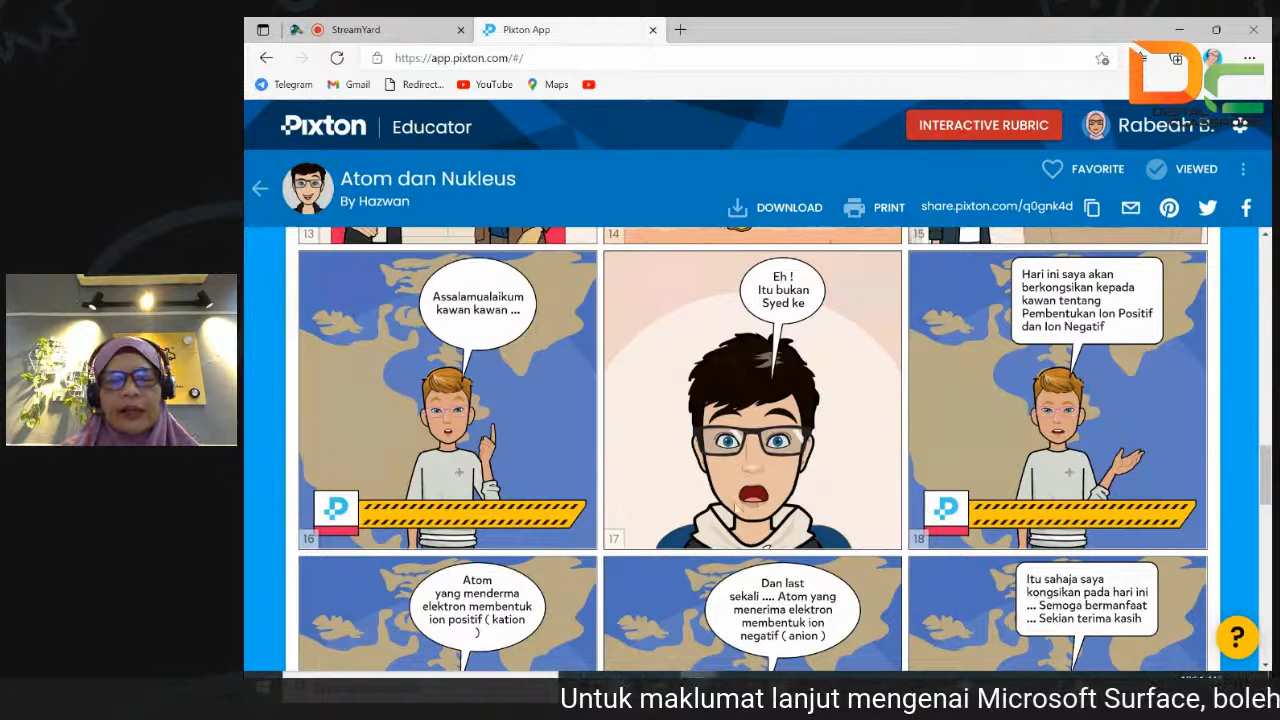 StreamYard
Pixton App
https://app.pixton.com/#/
Telegram
Gmail
Redirect...
YouTube
Maps
Pixton
Educator
INTERACTIVE RUBRIC
Rabeah B.
Atom dan Nukleus
By Hazwan
FAVORITE
VIEWED
DOWNLOAD
PRINT
share.pixton.com/q0gnk4d
13
14
15
Assalamualaikum
kawan kawan ...
16
Eh !
Itu bukan
Syed ke
17
Hari ini saya akan
berkongsikan kepada
kawan tentang
Pembentukan Ion Positif
dan Ion Negatif
18
Atom
yang menderma
elektron membentuk
ion positif ( kation
)
Dan last
sekali .... Atom yang
menerima elektron
membentuk ion
negatif ( anion )
Itu sahaja saya
kongsikan pada hari ini
... Semoga bermanfaat
... Sekian terima kasih
?
Untuk maklumat lanjut mengenai Microsoft Surface, boleh